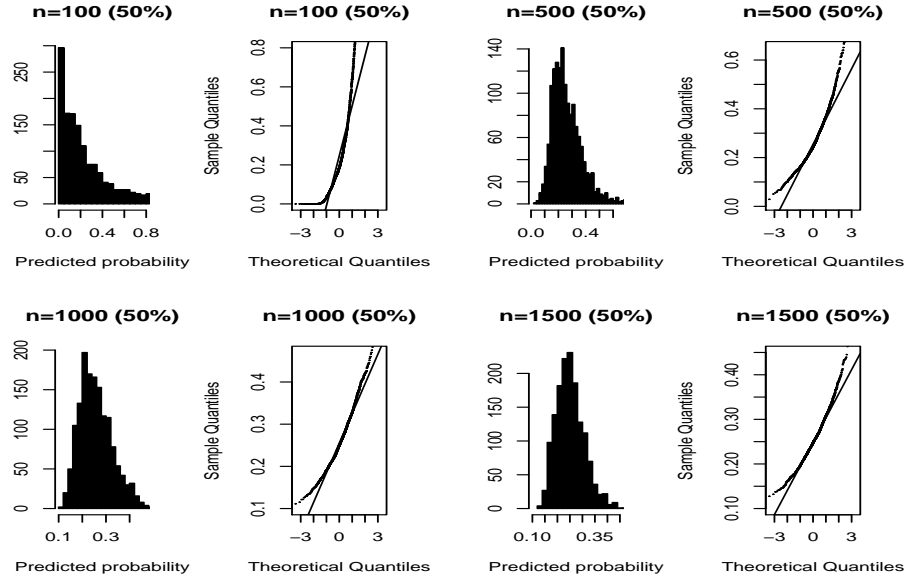 n=100 (50%)
n=100 (50%)
n=500 (50%)
n=500 (50%)
0 50 150 250
0.0 0.4 0.8
Predicted probability
Sample Quantiles
0.0 0.2 0.4 0.6 0.8
−3 0 3
Theoretical Quantiles
0 20 60 100 140
0.0 0.4
Predicted probability
Sample Quantiles
0.0 0.2 0.4 0.6
−3 0 3
Theoretical Quantiles
n=1000 (50%)
n=1000 (50%)
n=1500 (50%)
n=1500 (50%)
0 50 100 150 200
0.1 0.3
Predicted probability
Sample Quantiles
0.1 0.2 0.3 0.4
−3 0 3
Theoretical Quantiles
0 50 100 200
0.10 0.35
Predicted probability
Sample Quantiles
0.10 0.20 0.30 0.40
−3 0 3
Theoretical Quantiles